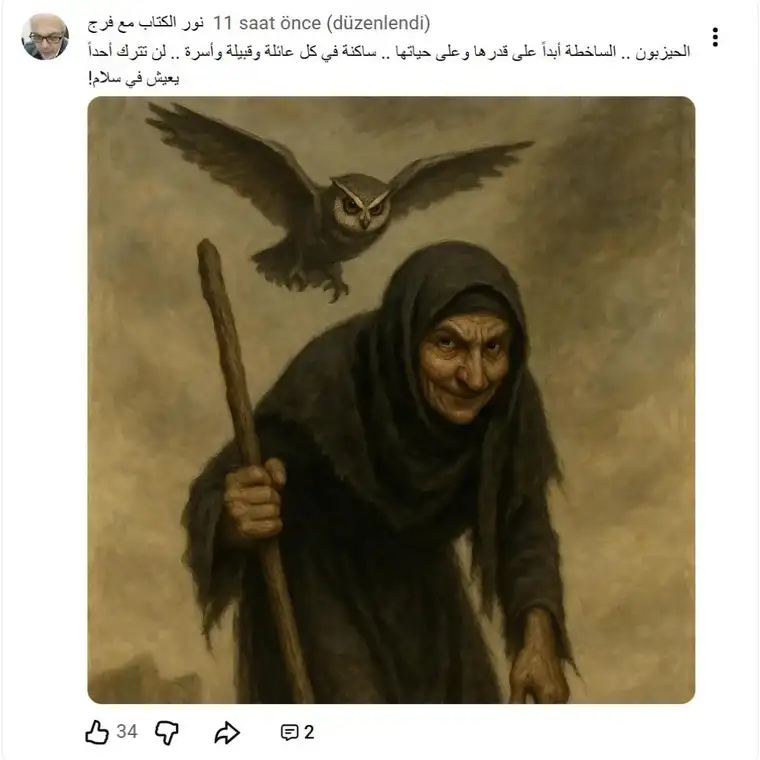 نور الكتاب مع فرج 11 saat önce (düzenlendi)
الحيزبون .. الساخطة أبداً على قدرها وعلى حياتها .. ساكنة في كل عائلة وقبيلة وأسرة .. لن تترك أحداً
يعيش في سلام!
34
2